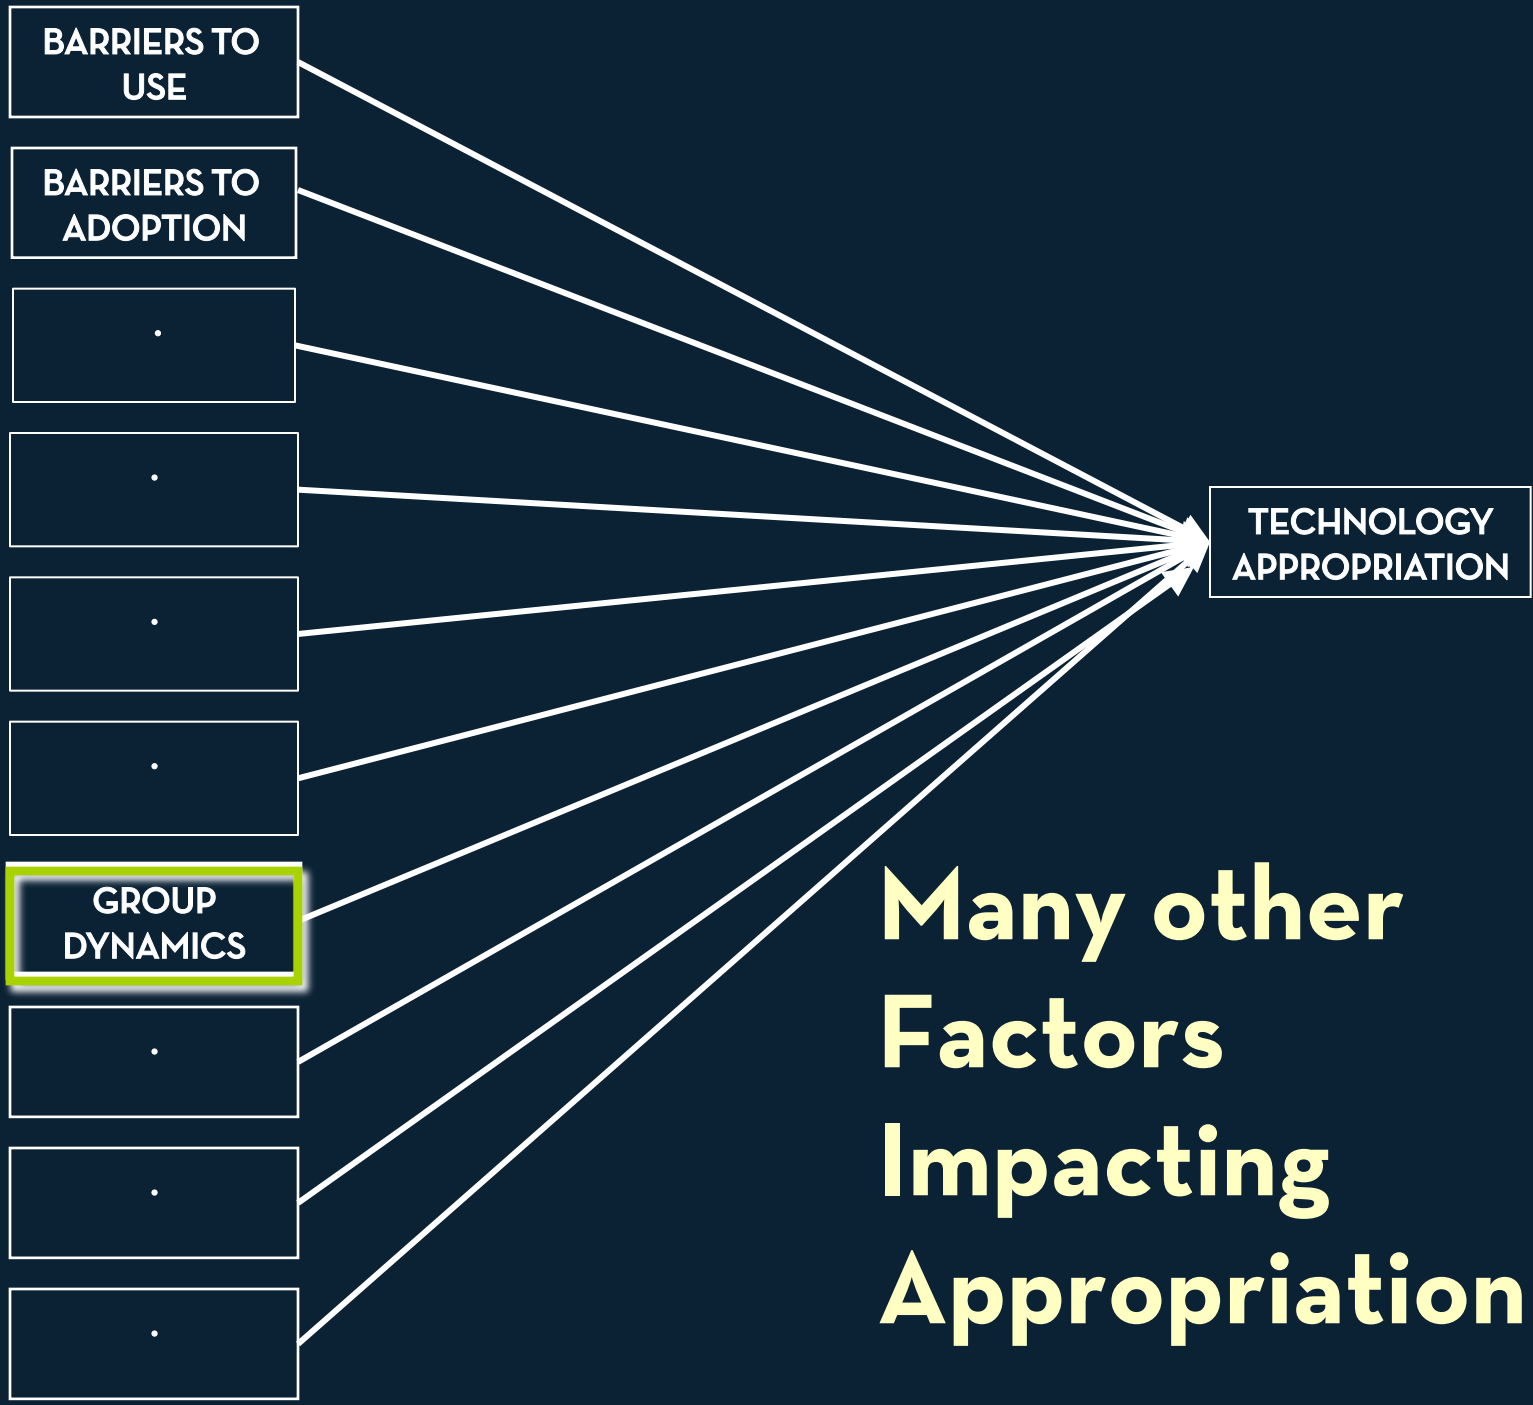 BARRIERS TO
USE
BARRIERS TO
ADOPTION
.
.
.
.
GROUP
DYNAMICS
.
.
.
TECHNOLOGY
APPROPRIATION
Many other
Factors
Impacting
Appropriation